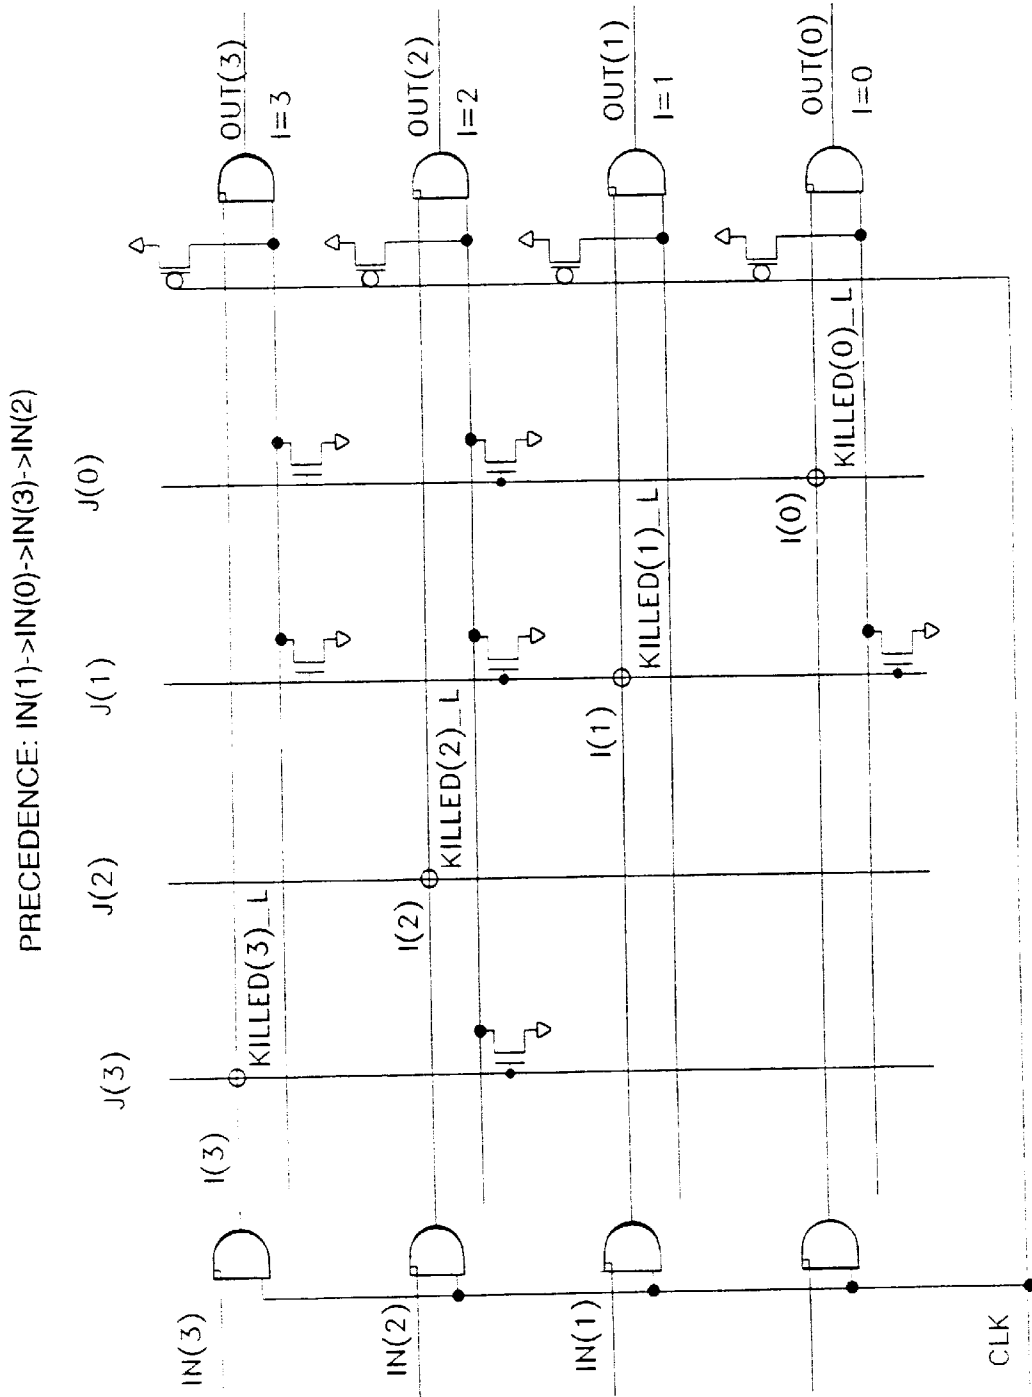 PRECEDENCE: IN(1)->IN(0)->IN(3)->IN(2)
J(3)
J(2)
J(1)
J(0)
IN(3)
I(3)
KILLED(3)_L
OUT(3)
I=3
IN(2)
I(2)
KILLED(2)_L
OUT(2)
I=2
IN(1)
I(1)
KILLED(1)_L
OUT(1)
I=1
I(0)
KILLED(0)_L
OUT(0)
I=0
CLK